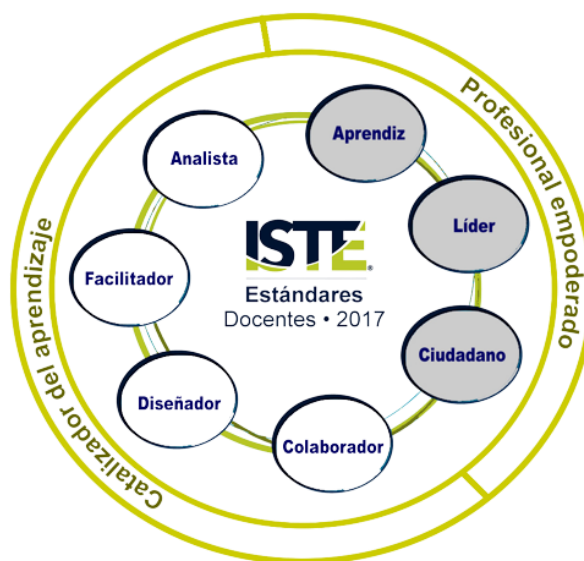 Profesional empoderado
Catalizador del aprendizaje
Aprendiz
Líder
Ciudadano
Colaborador
Diseñador
Facilitador
Analista
ISTE®
Estándares
Docentes • 2017